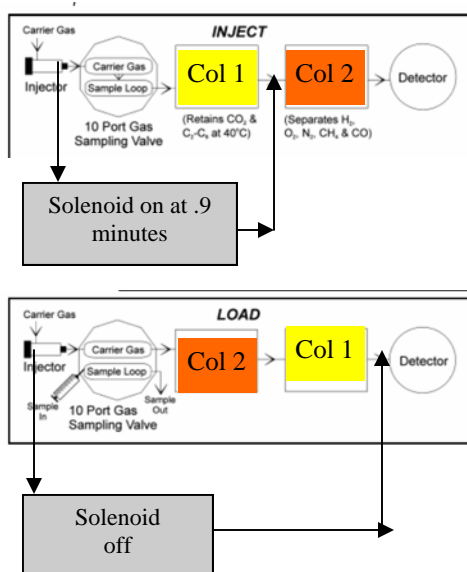 INJECT
Carrier Gas
Injector
Carrier Gas
Sample Loop
10 Port Gas
Sampling Valve
Col 1
(Retains CO₂ &
C₂-C₆ at 40°C)
Col 2
(Separates H₂,
O₂, N₂, CH₄ & CO)
Detector
Solenoid on at .9
minutes
LOAD
Carrier Gas
Injector
Carrier Gas
Sample Loop
Sample
In
Sample
Out
10 Port Gas
Sampling Valve
Col 2
Col 1
Detector
Solenoid
off